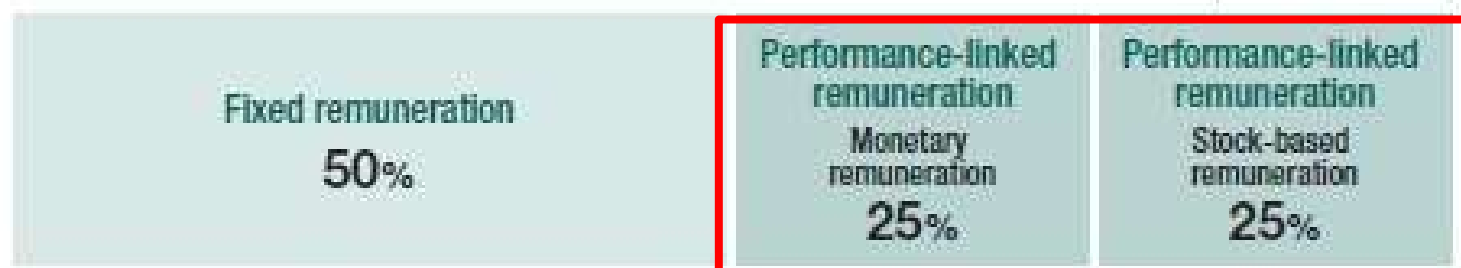 Fixed remuneration
50%
Performance-linked
remuneration
Monetary
remuneration
25%
Performance-linked
remuneration
Stock-based
remuneration
25%